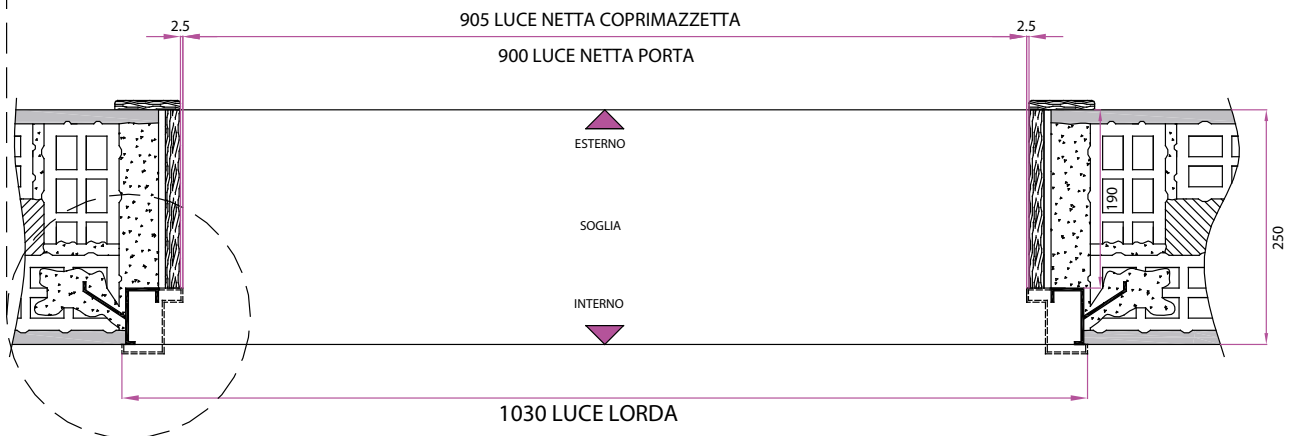 905 LUCE NETTA COPRIMAZZETTA
2.5
2.5
900 LUCE NETTA PORTA
ESTERNO
190
SOGLIA
250
INTERNO
1030 LUCE LORDA